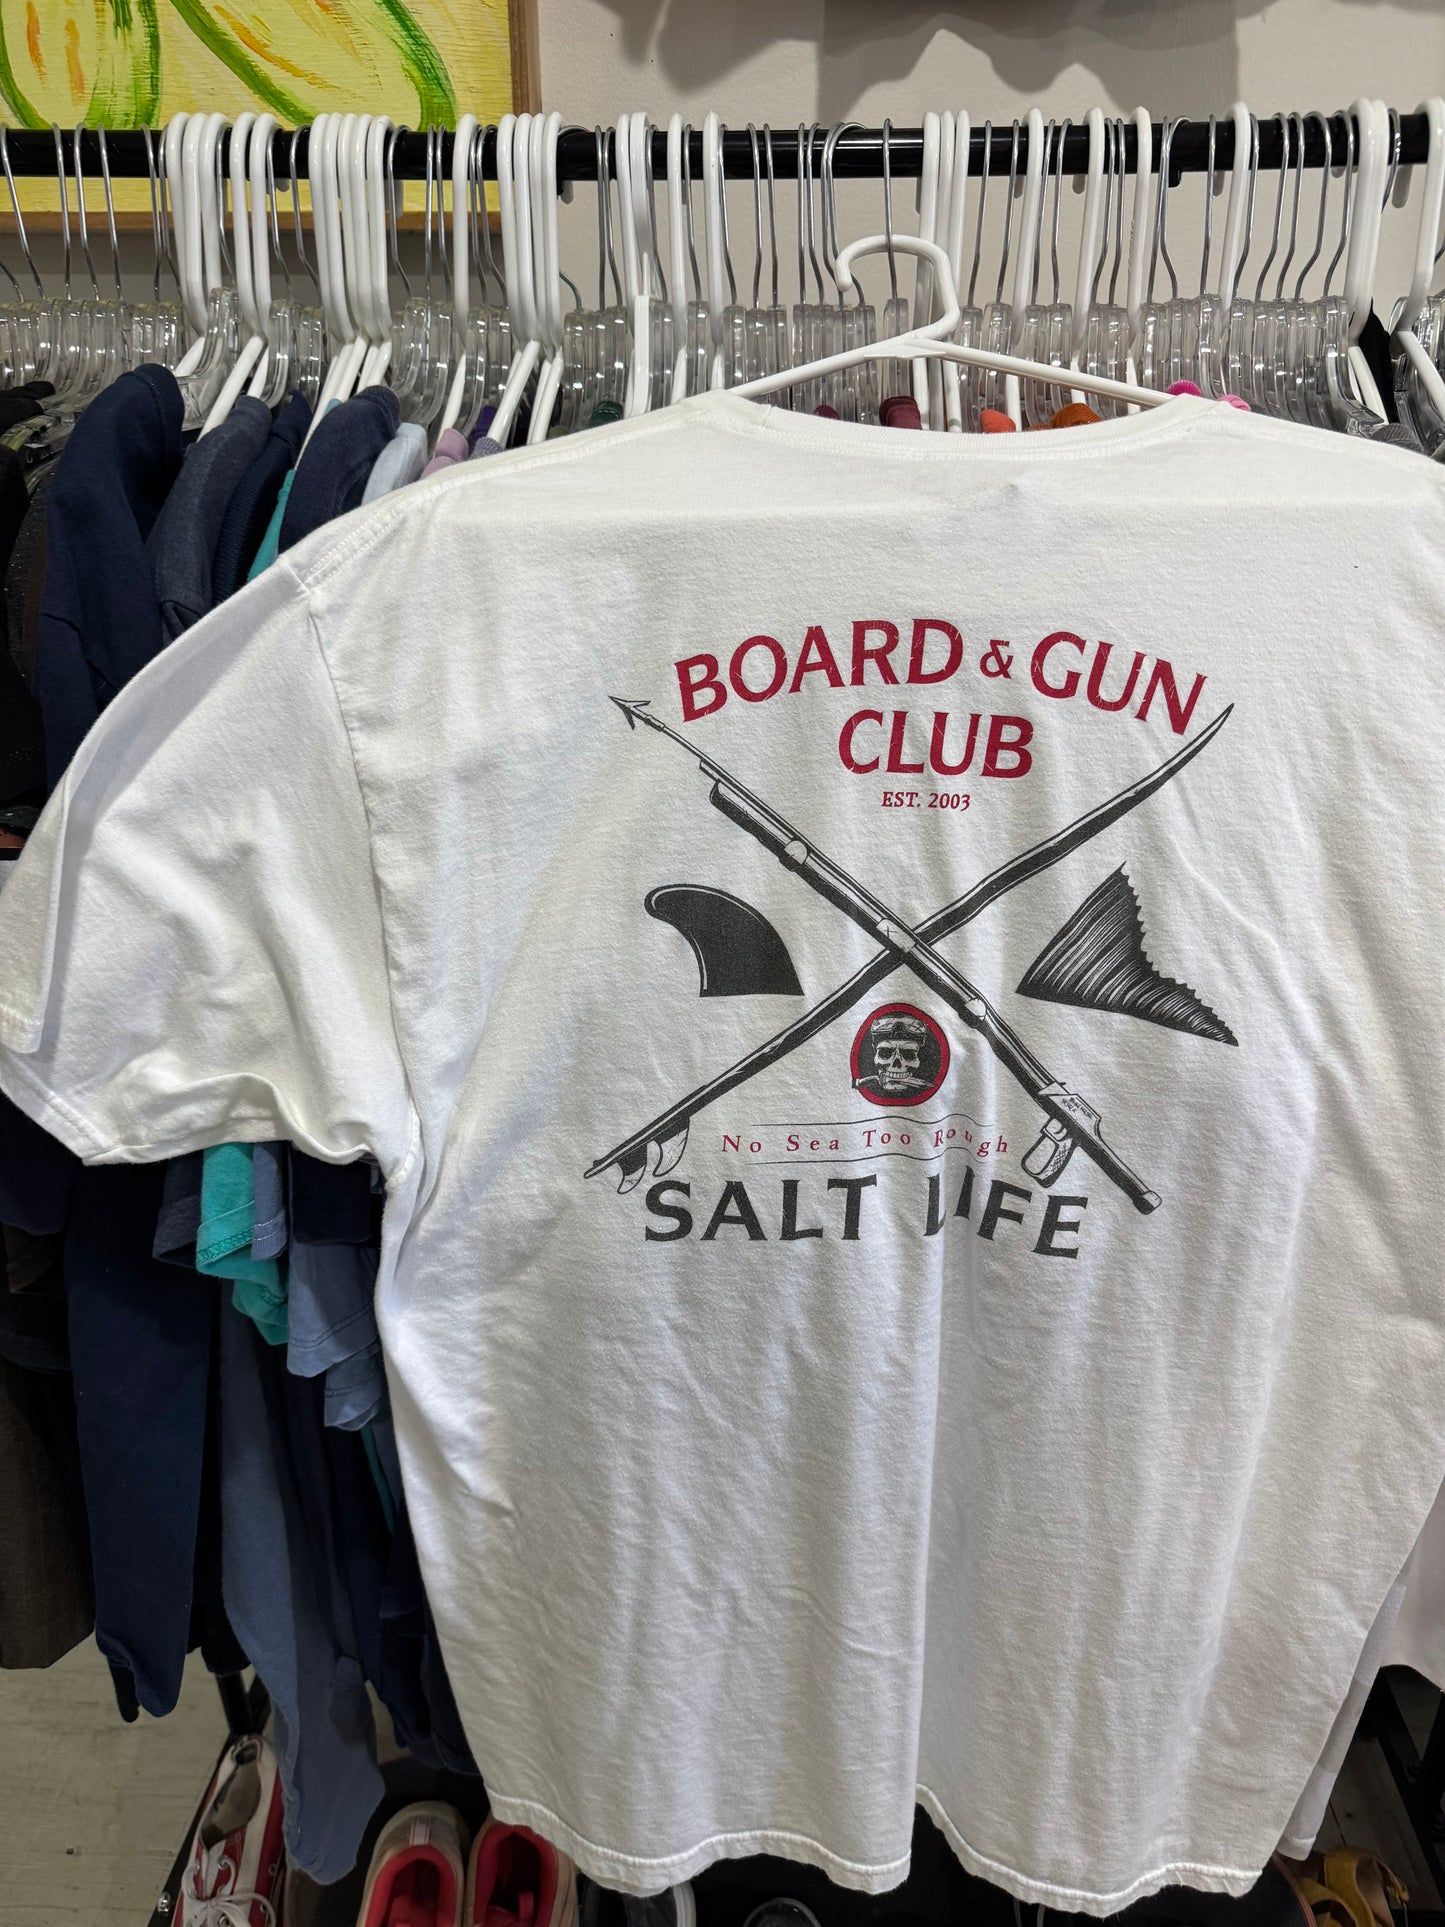 BOARD & GUN
CLUB
EST. 2003
No Sea Too Rough
SALT LIFE